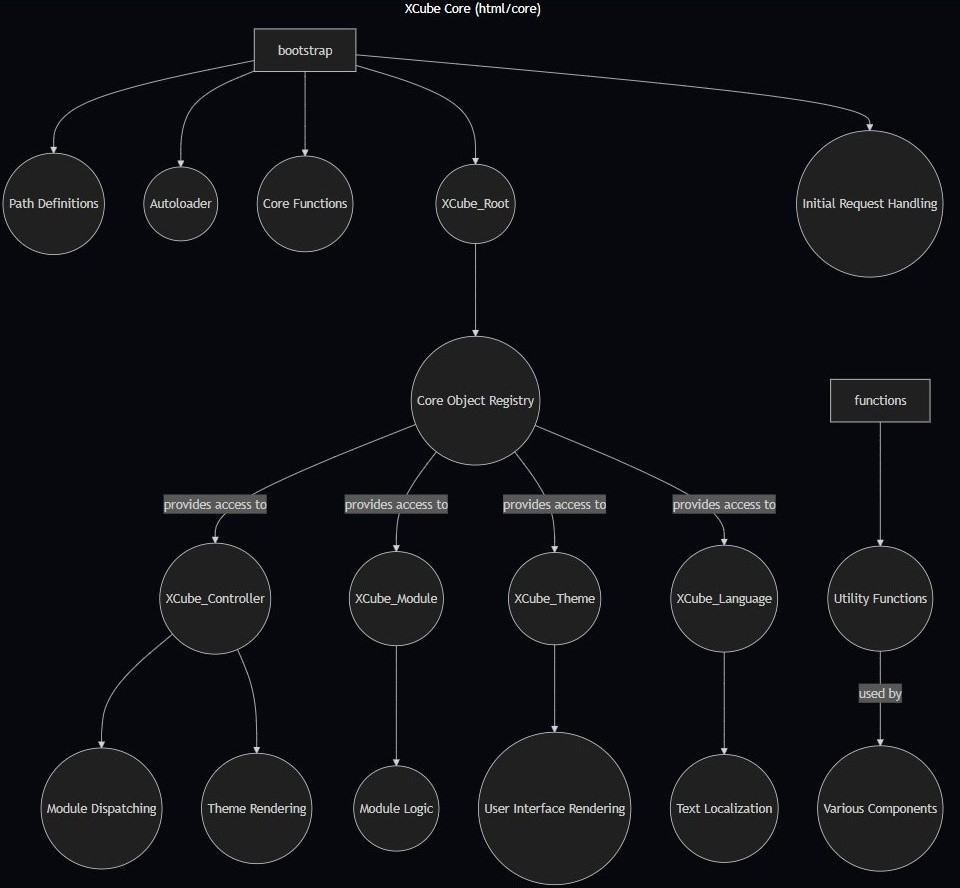 XCube Core (html/core)
bootstrap
Path Definitions
Autoloader
Core Functions
XCube_Root
Initial Request Handling
Core Object Registry
functions
provides access to
provides access to
provides access to
provides access to
XCube_Controller
XCube_Module
XCube_Theme
XCube_Language
Utility Functions
used by
Module Dispatching
Theme Rendering
Module Logic
User Interface Rendering
Text Localization
Various Components